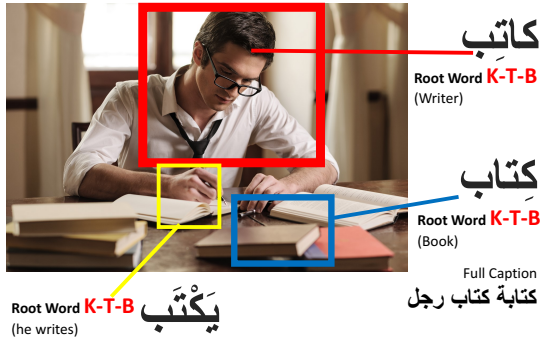 كاتِب
Root Word K-T-B
(Writer)
كِتاب
Root Word K-T-B
(Book)
Full Caption
كتابة كتاب رجل
Root Word K-T-B
(he writes)
يَكْتَب